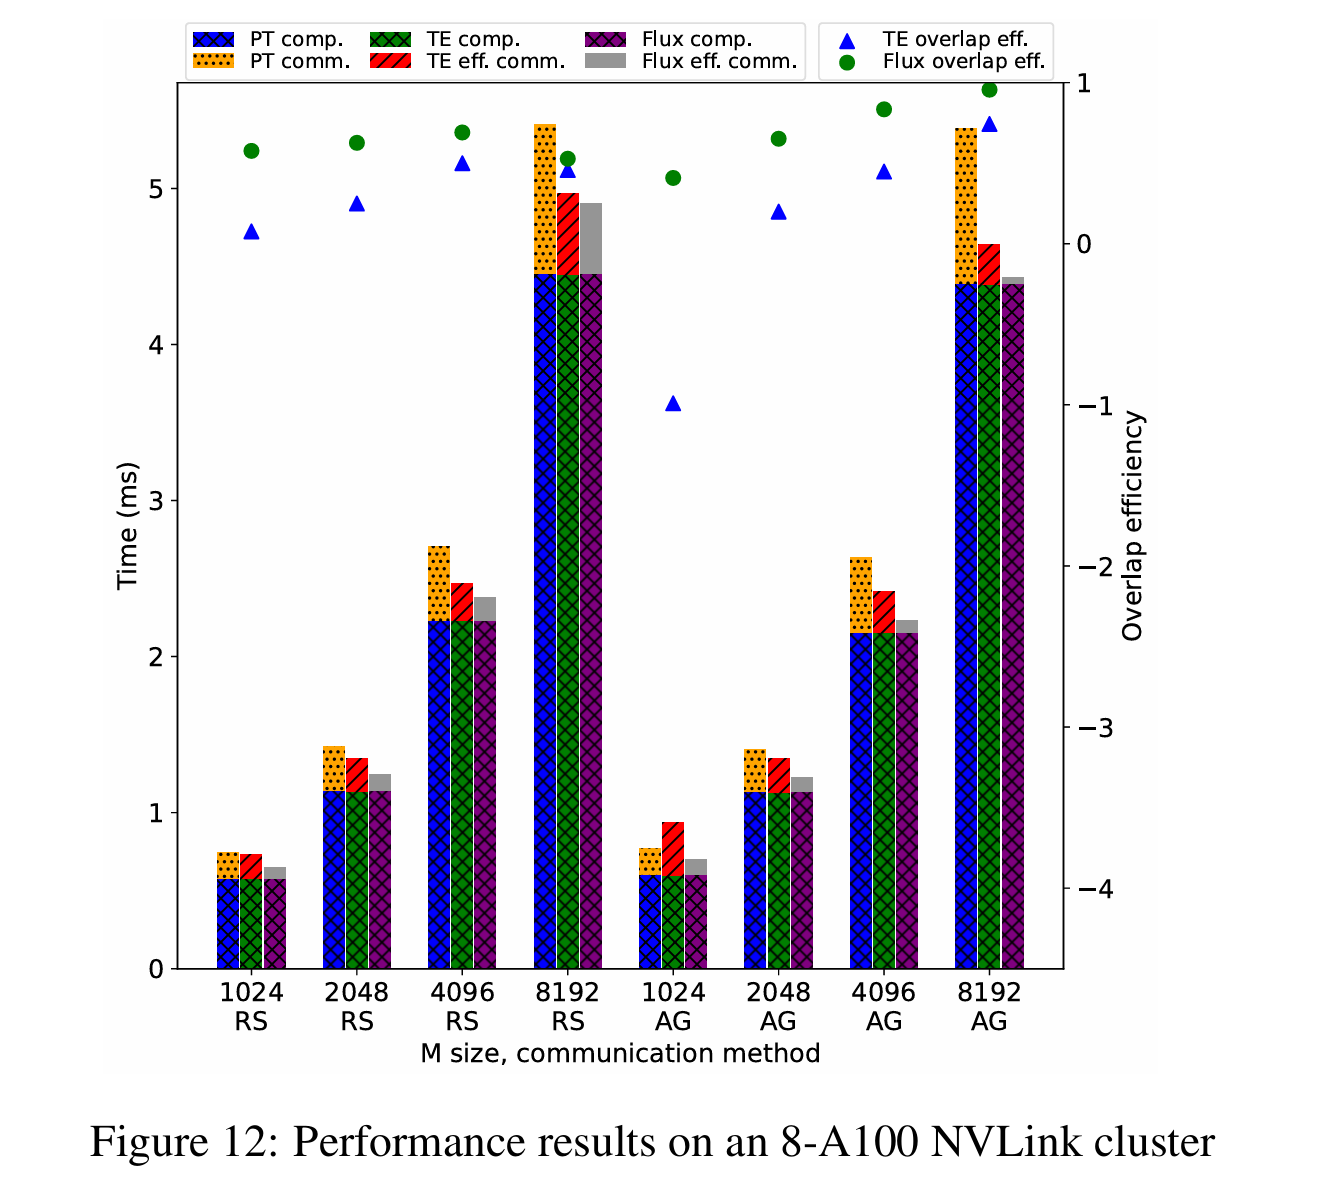 PT comp. TE comp. Flux comp. TE overlap eff.
PT comm. TE eff. comm. Flux eff. comm. Flux overlap eff.
Time (ms)
5
4
3
2
1
0
1
0
−1
−2
−3
−4
Overlap efficiency
1024 2048 4096 8192 1024 2048 4096 8192
RS RS RS RS AG AG AG AG
M size, communication method
Figure 12: Performance results on an 8-A100 NVLink cluster